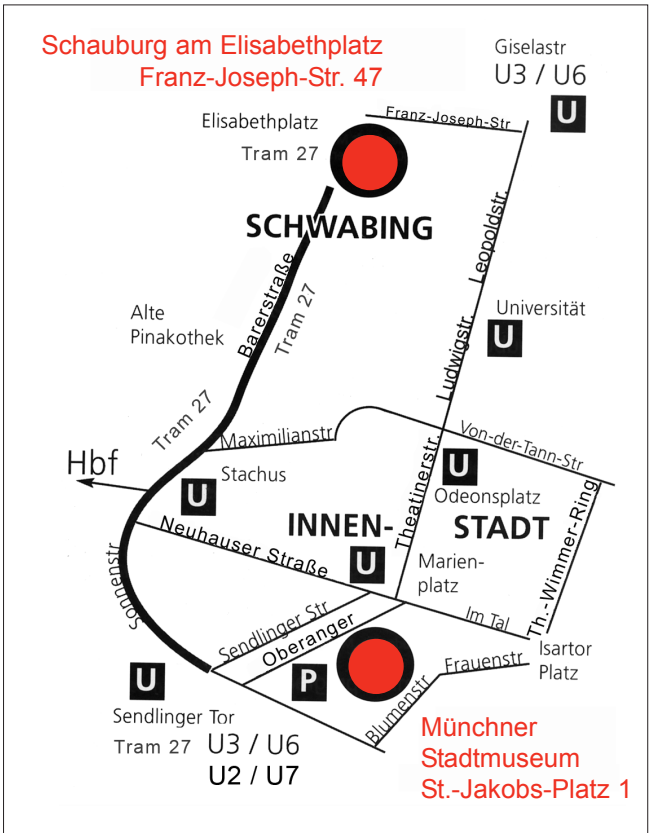 Schauburg am Elisabethplatz
Franz-Joseph-Str. 47
Giselastr
U3 / U6
U
Franz-Joseph-Str
Elisabethplatz
Tram 27
SCHWABING
Leopoldstr.
Barerstraße
Tram 27
Alte
Pinakothek
Universität
U
Ludwigstr.
Tram 27
Maximilianstr
Von-der-Tann-Str
Hbf
Stachus
U
U
Odeonsplatz
Theatinerstr.
INNEN-
STADT
Neuhauser Straße
U
Marien-
platz
Th.-Wimmer-Ring
Sonnenstr
Sendlinger Str
Oberanger
Im Tal
Isartor
Platz
Frauenstr
Blumenstr
P
U
Sendlinger Tor
Tram 27
U3 / U6
U2 / U7
Münchner
Stadtmuseum
St.-Jakobs-Platz 1